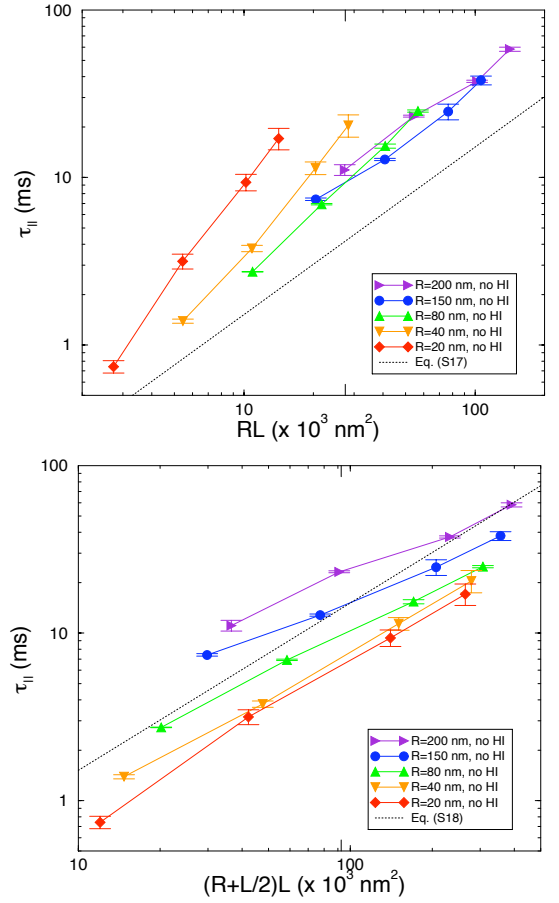 100
10
1
τ|| (ms)
R=200 nm, no HI
R=150 nm, no HI
R=80 nm, no HI
R=40 nm, no HI
R=20 nm, no HI
Eq. (S17)
10
100
RL (x 10³ nm²)
100
10
1
τ|| (ms)
R=200 nm, no HI
R=150 nm, no HI
R=80 nm, no HI
R=40 nm, no HI
R=20 nm, no HI
Eq. (S18)
10
100
(R+L/2)L (x 10³ nm²)